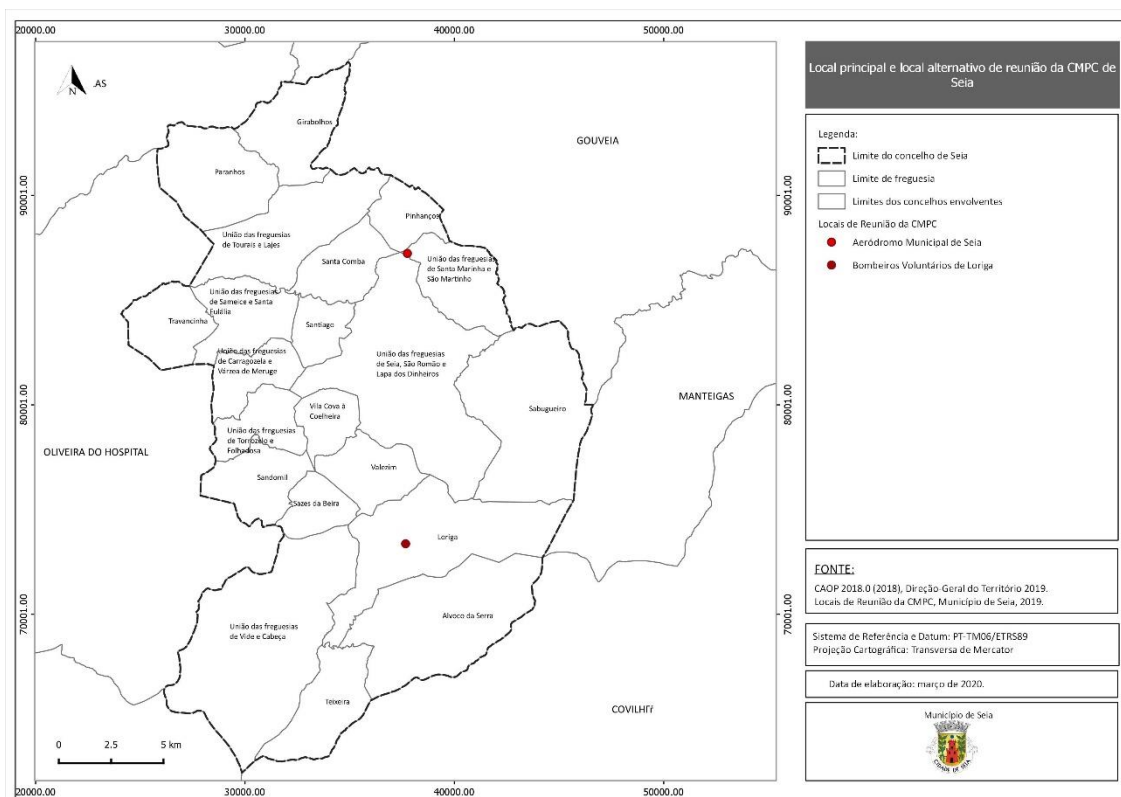 20000.00
30000.00
40000.00
50000.00
Local principal e local alternativo de reunião da CMPC de
Seia
.AS
N
Girabolhos
GOUVEIA
Paranhos
90001.00
90001.00
Pinhanços
União das freguesias
de Tourais e Lajes
Santa Comba
União das freguesias
de Santa Marinha e
São Martinho
União das freguesias
de Sameice e Santa
Eulália
Travancinha
Santiago
União das freguesias
de Carragozela e
Várzea de Meruge
União das freguesias
de Seia, São Romão e
Lapa dos Dinheiros
MANTEIGAS
80001.00
80001.00
Vila Cova à
Coelheira
Sabugueiro
União das freguesias
de Torrozelo e
Folhadosa
OLIVEIRA DO HOSPITAL
Valezim
Sandomil
Sazes da Beira
Loriga
70001.00
70001.00
União das freguesias
de Vide e Cabeça
Alvoco da Serra
Teixeira
COVILHÏ
0 2.5 5 km
20000.00
30000.00
40000.00
50000.00
Legenda:
Limite do concelho de Seia
Limite de freguesia
Limites dos concelhos envolventes
Locais de Reunião da CMPC
Aeródromo Municipal de Seia
Bombeiros Voluntários de Loriga
FONTE:
CAOP 2018.0 (2018), Direção-Geral do Território 2019.
Locais de Reunião da CMPC, Município de Seia, 2019.
Sistema de Referência e Datum: PT-TM06/ETRS89
Projeção Cartográfica: Transversa de Mercator
Data de elaboração: março de 2020.
Município de Seia
CIDADE DE SEIA